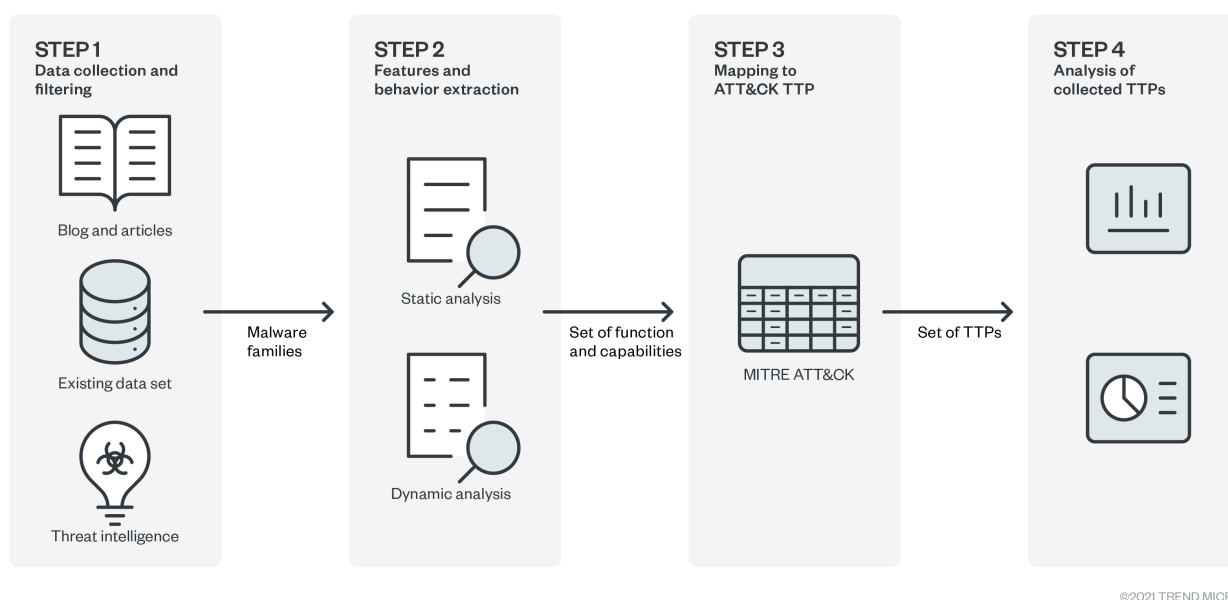 STEP 1
Data collection and
filtering
Blog and articles
Existing data set
Threat intelligence
Malware
families
STEP 2
Features and
behavior extraction
Static analysis
Dynamic analysis
Set of function
and capabilities
STEP 3
Mapping to
ATT&CK TTP
MITRE ATT&CK
Set of TTPs
STEP 4
Analysis of
collected TTPs
©2021 TREND